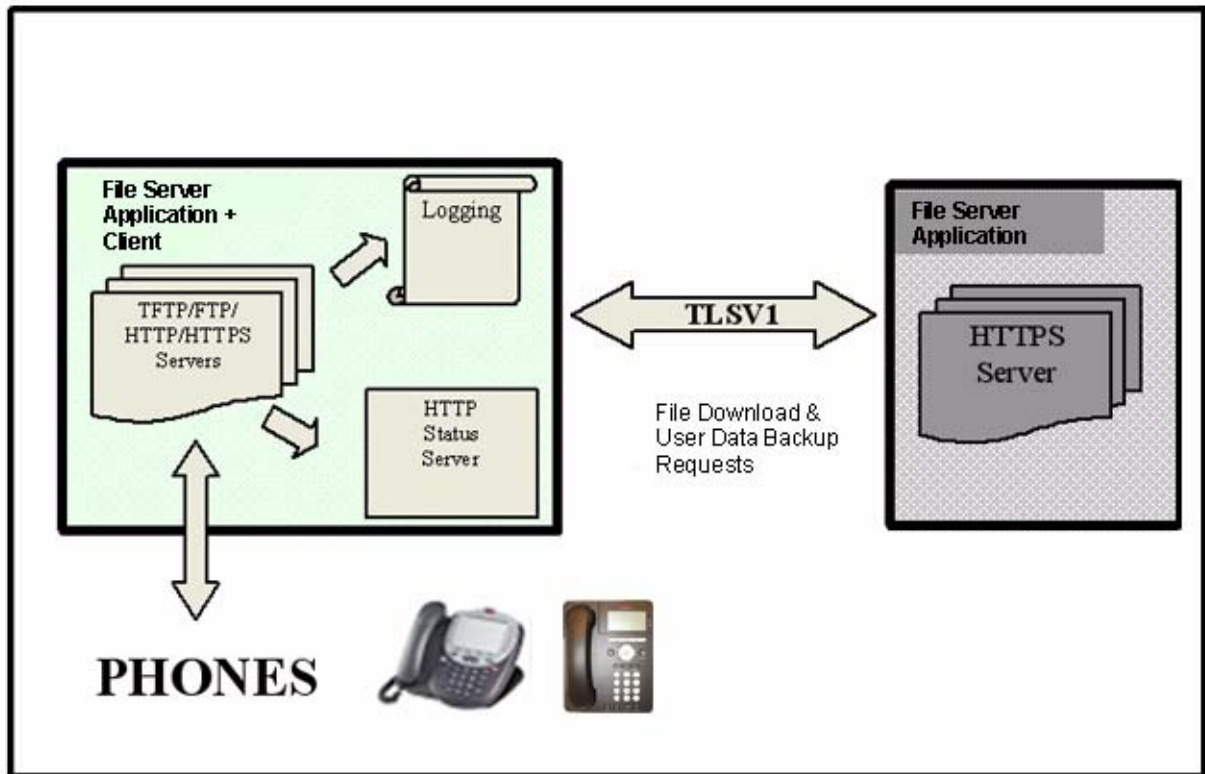 File Server
Application +
Client
Logging
TFTP/FTP/
HTTP/HTTPS
Servers
HTTP
Status
Server
TLSV1
File Download &
User Data Backup
Requests
File Server
Application
HTTPS
Server
PHONES